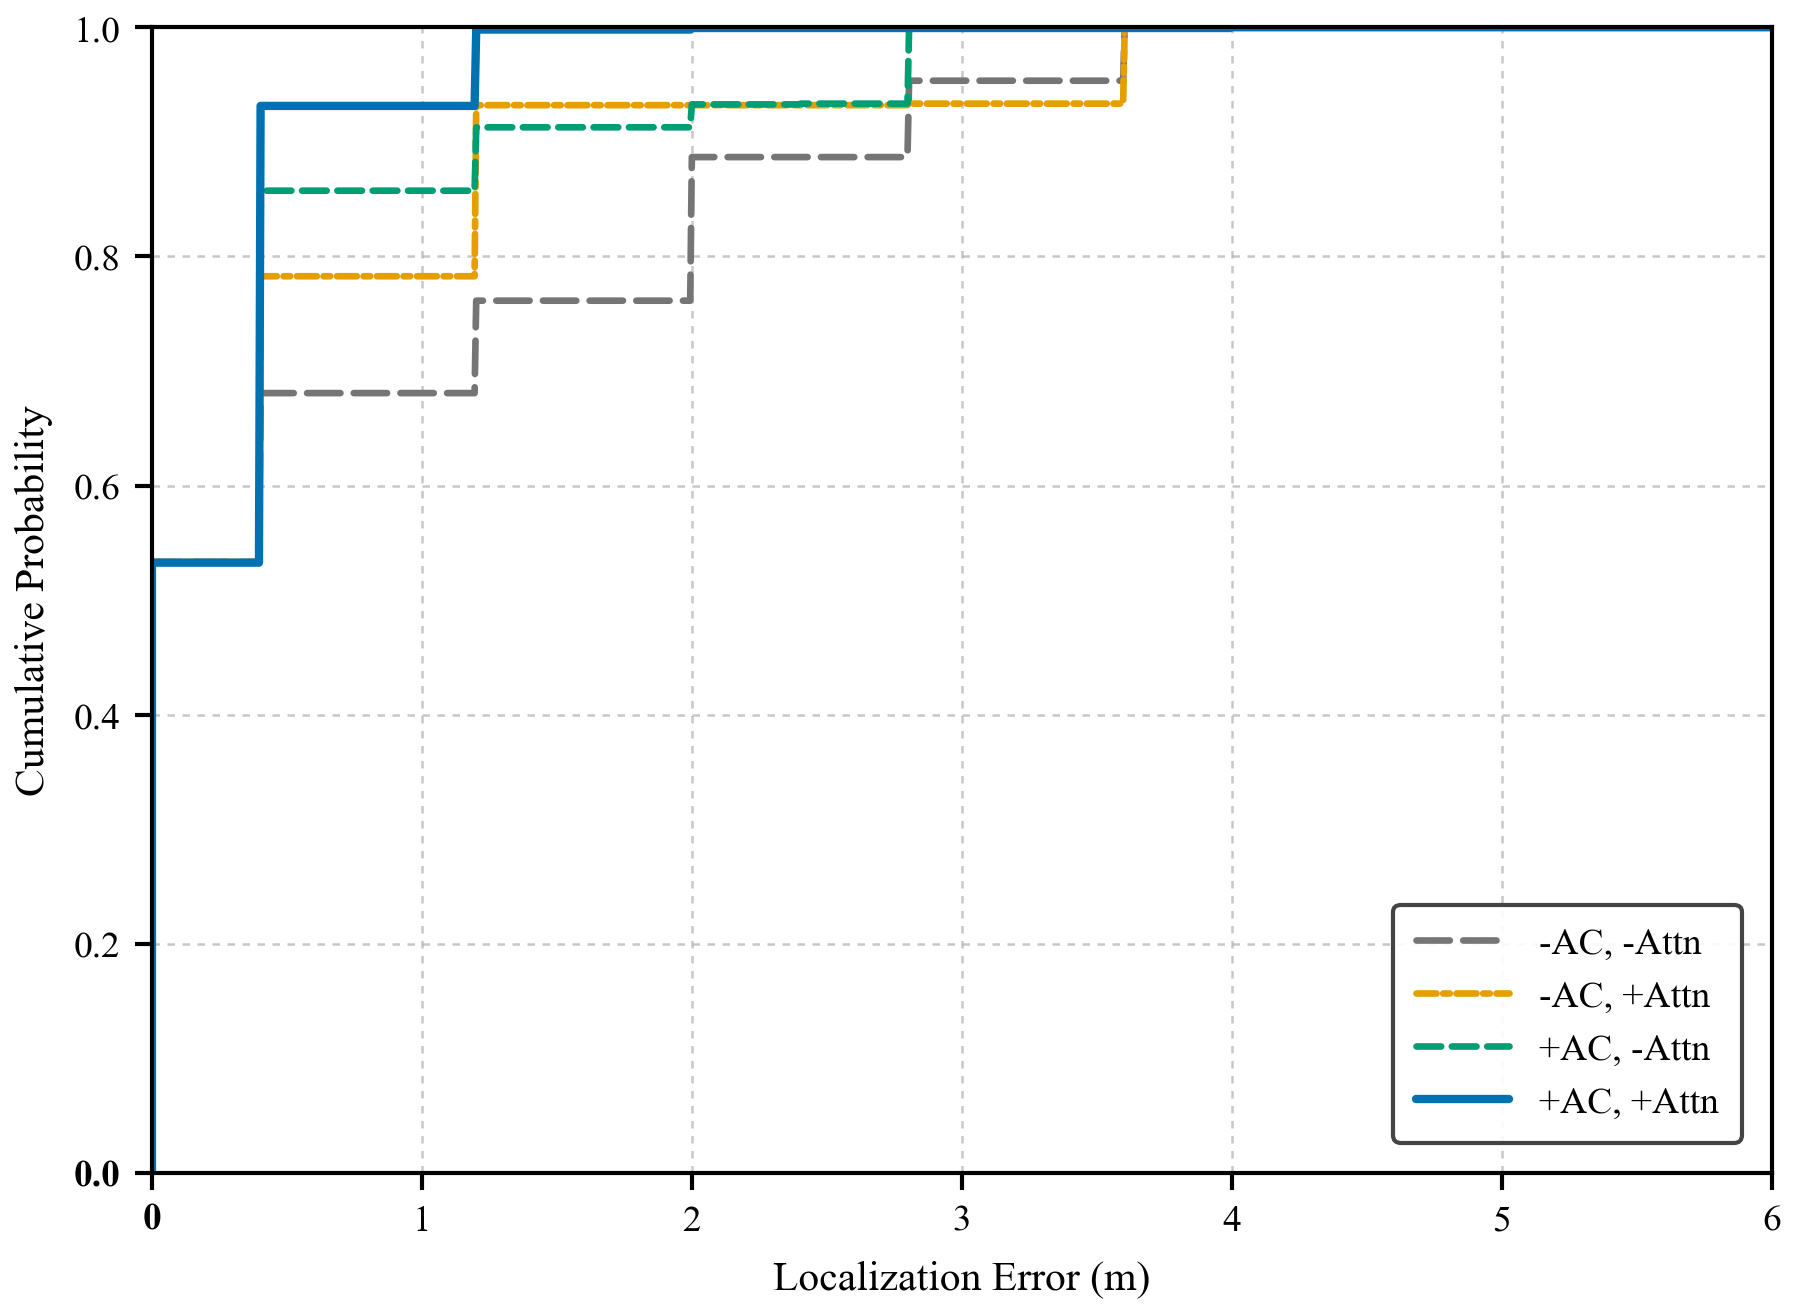 1.0
0.8
0.6
0.4
0.2
0.0
Cumulative Probability
0 1 2 3 4 5 6
Localization Error (m)
-AC, -Attn
-AC, +Attn
+AC, -Attn
+AC, +Attn